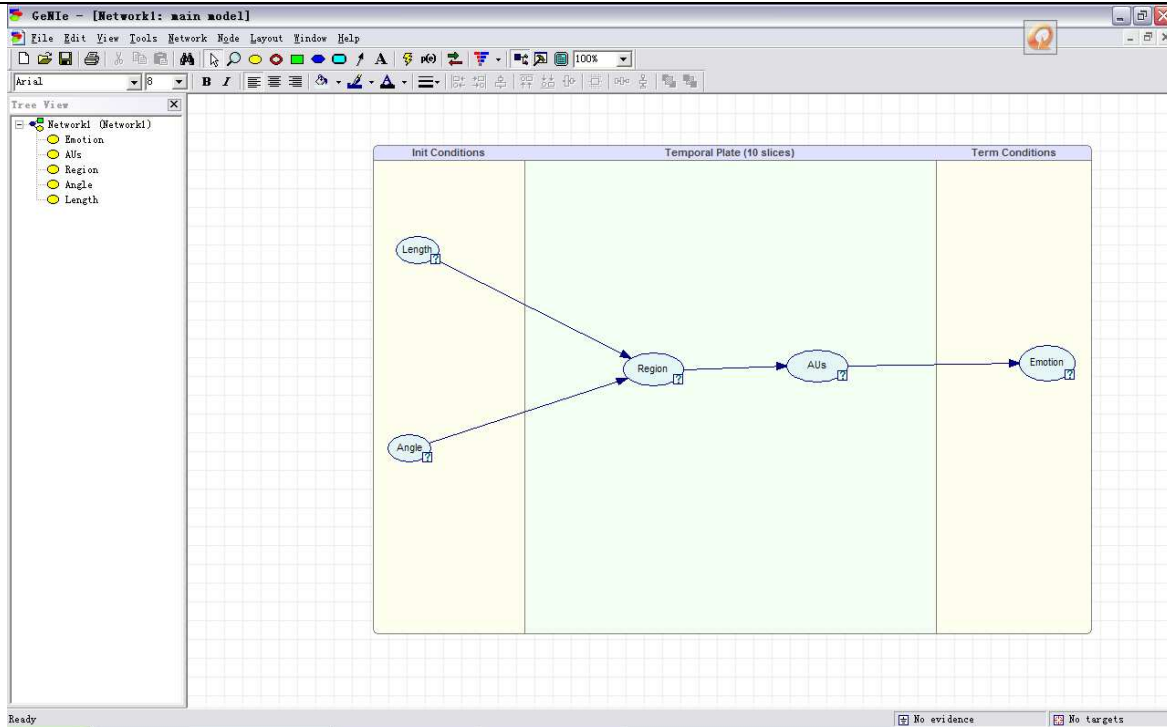 GeNIe - [Network1: main model]
File Edit View Tools Network Node Layout Window Help
A p(e) 100%
Arial 8 B I A
Tree View
Network1 (Network1)
Emotion
AUs
Region
Angle
Length
Init Conditions Temporal Plate (10 slices) Term Conditions
Length
?
Region
?
AUs
?
Emotion
?
Angle
?
Ready No evidence No targets